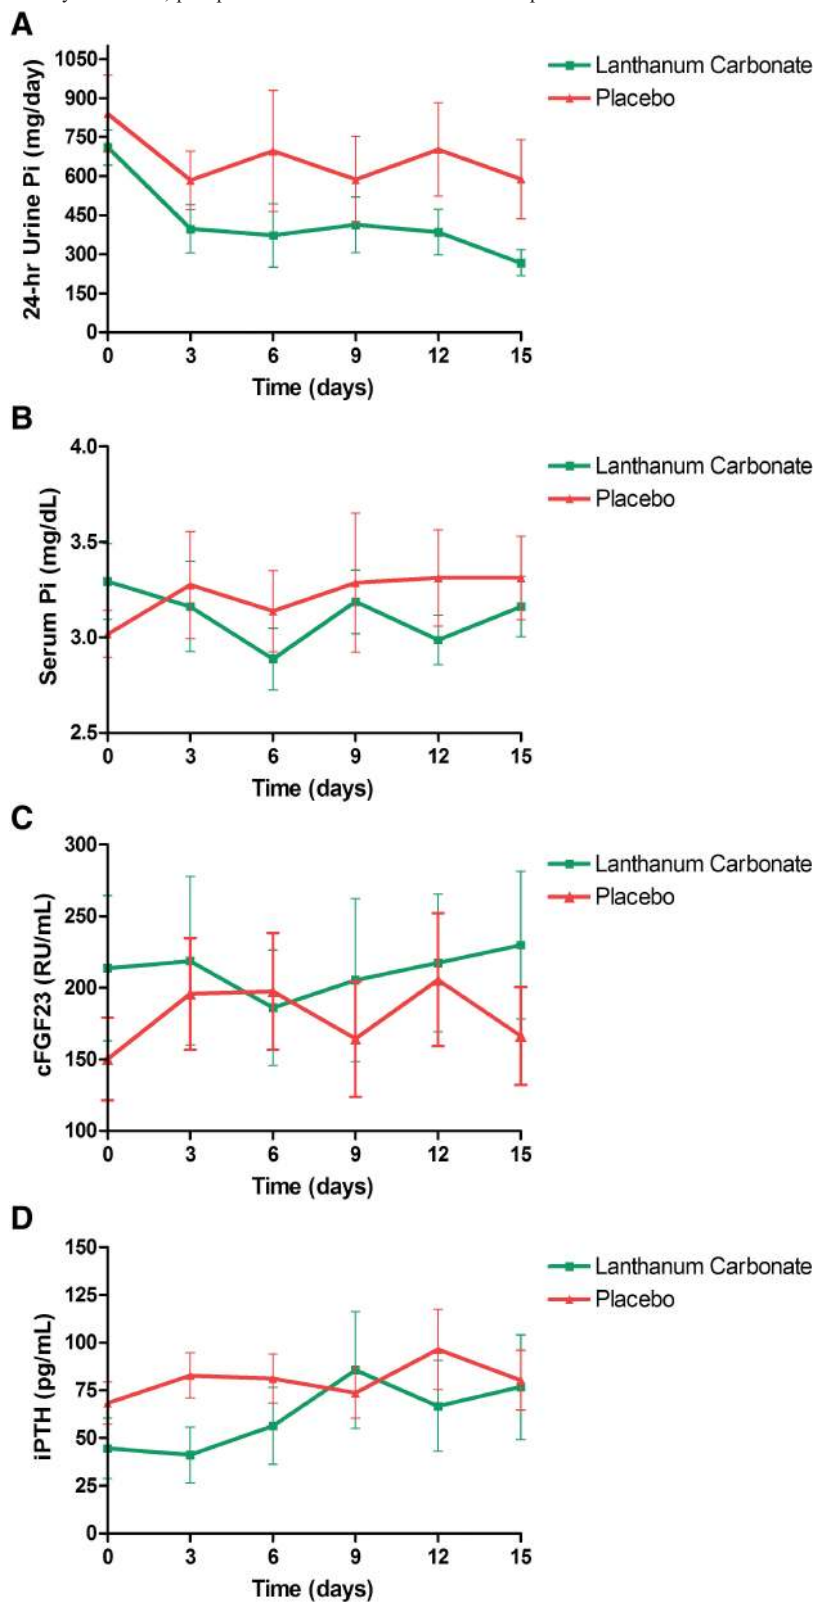 A
24-hr Urine Pi (mg/day)
1050
900
750
600
450
300
150
0
0 3 6 9 12 15
Time (days)
Lanthanum Carbonate
Placebo
B
Serum Pi (mg/dL)
4.0
3.5
3.0
2.5
0 3 6 9 12 15
Time (days)
Lanthanum Carbonate
Placebo
C
cFGF23 (RU/mL)
300
250
200
150
100
0 3 6 9 12 15
Time (days)
Lanthanum Carbonate
Placebo
D
iPTH (pg/mL)
150
125
100
75
50
25
0
0 3 6 9 12 15
Time (days)
Lanthanum Carbonate
Placebo